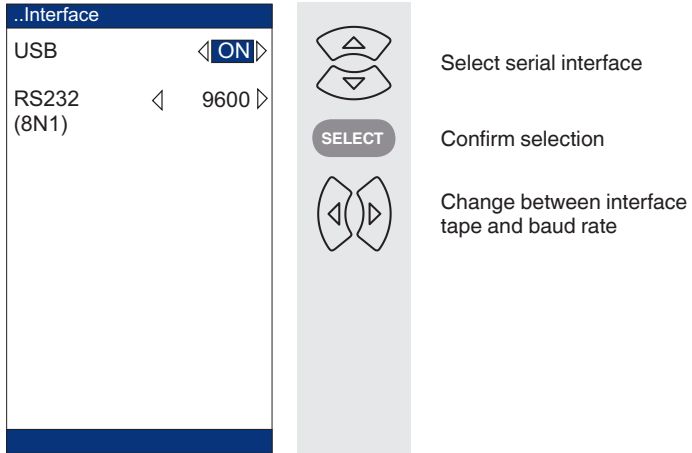 ..Interface
USB ON
RS232 9600
(8N1)
Select serial interface
SELECT Confirm selection
Change between interface
tape and baud rate